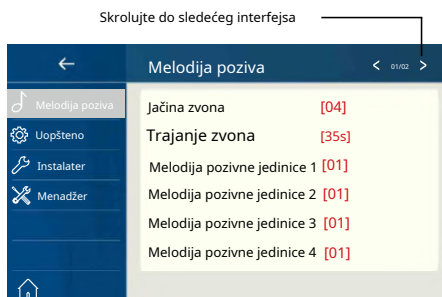 Skrolujte do sledećeg interfejsa
Melodija poziva
< 01/02 >
Melodija poziva
Uopšteno
Instalater
Menadžer
Jačina zvona [04]
Trajanje zvona [35s]
Melodija pozivne jedinice 1 [01]
Melodija pozivne jedinice 2 [01]
Melodija pozivne jedinice 3 [01]
Melodija pozivne jedinice 4 [01]